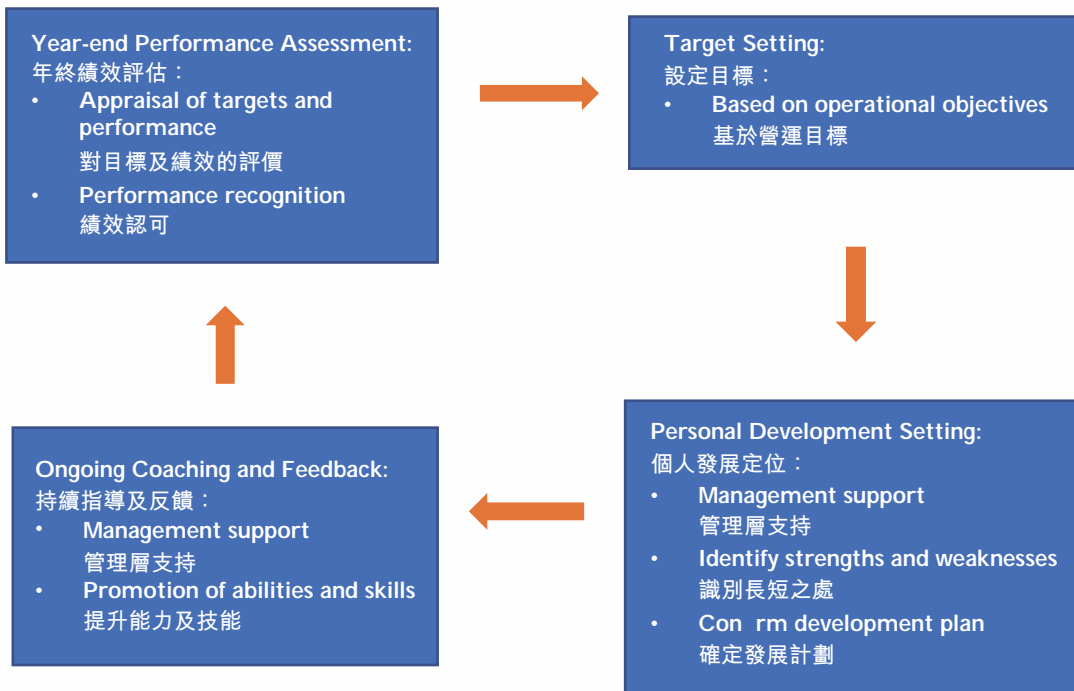 Year-end Performance Assessment:
年終績效評估：
• Appraisal of targets and
performance
對目標及績效的評價
• Performance recognition
績效認可
Target Setting:
設定目標：
• Based on operational objectives
基於營運目標
Personal Development Setting:
個人發展定位：
• Management support
管理層支持
• Identify strengths and weaknesses
識別長短之處
• Con rm development plan
確定發展計劃
Ongoing Coaching and Feedback:
持續指導及反饋：
• Management support
管理層支持
• Promotion of abilities and skills
提升能力及技能